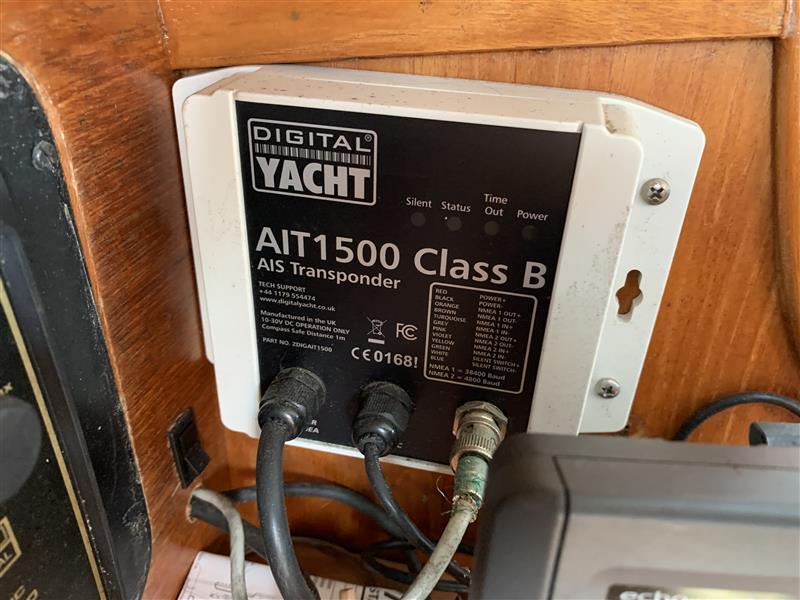 DIGITAL®
YACHT
Silent
Status
Time
Out
Power
AIT1500 Class B
AIS Transponder
TECH SUPPORT
+44 1179 554474
www.digitalyacht.co.uk
Manufactured in the UK
10-30V DC OPERATION ONLY
Compass Safe Distance 1m
PART NO. ZDIGAIT1500
FC
CE0168!
RED POWER+
BLACK POWER-
ORANGE NMEA 1 OUT+
BROWN NMEA 1 OUT-
TURQUOISE NMEA 1 IN+
GREY NMEA 1 IN-
PINK NMEA 2 OUT+
VIOLET NMEA 2 OUT-
YELLOW NMEA 2 IN+
GREEN NMEA 2 IN-
WHITE SILENT SWITCH+
BLUE SILENT SWITCH-
NMEA 1 = 38400 Baud
NMEA 2 = 4800 Baud
echo